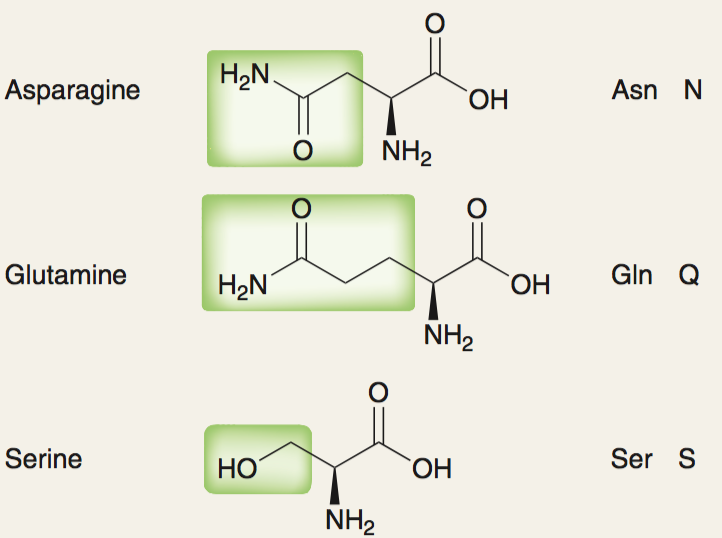 O
H₂N
Asparagine
OH
Asn N
O
NH₂
O
O
Glutamine
H₂N
OH
Gln Q
NH₂
O
Serine
HO
OH
Ser S
NH₂